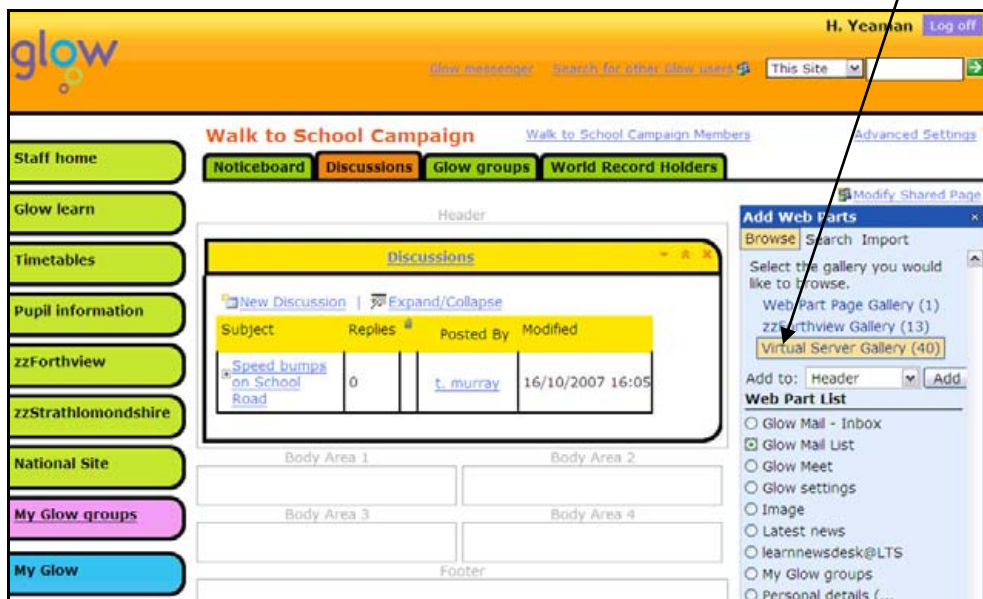 H. Yeaman Log off
glow
Glow messenger Search for other Glow users This Site
Walk to School Campaign Walk to School Campaign Members Advanced Settings
Noticeboard Discussions Glow groups World Record Holders
Staff home
Glow learn
Timetables
Pupil information
zzForthview
zzStrathlomondshire
National Site
My Glow groups
My Glow
Header
Discussions
New Discussion | Expand/Collapse
Subject Replies Posted By Modified
Speed bumps
on School
Road
0 t. murray 16/10/2007 16:05
Body Area 1 Body Area 2
Body Area 3 Body Area 4
Footer
Modify Shared Page
Add Web Parts
Browse Search Import
Select the gallery you would
like to browse.
Web Part Page Gallery (1)
zzForthview Gallery (13)
Virtual Server Gallery (40)
Add to: Header Add
Web Part List
Glow Mail - Inbox
Glow Mail List
Glow Meet
Glow settings
Image
Latest news
learnnewsdesk@LTS
My Glow groups
Personal details (...